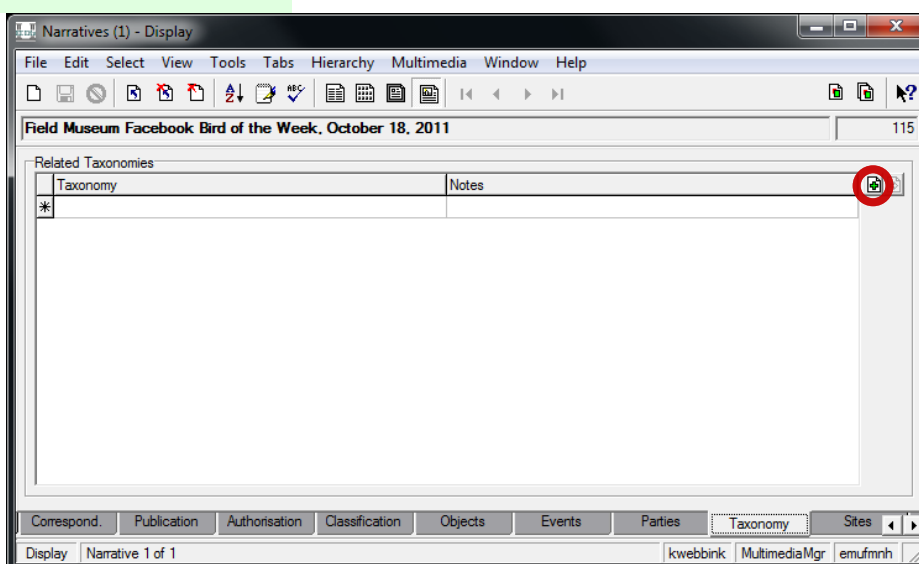 Narratives (1) - Display
File Edit Select View Tools Tabs Hierarchy Multimedia Window Help
Field Museum Facebook Bird of the Week, October 18, 2011 115
Related Taxonomies
Taxonomy Notes
Correspond. Publication Authorisation Classification Objects Events Parties Taxonomy Sites
Display Narrative 1 of 1 kwebbink MultimediaMgr emufmnh